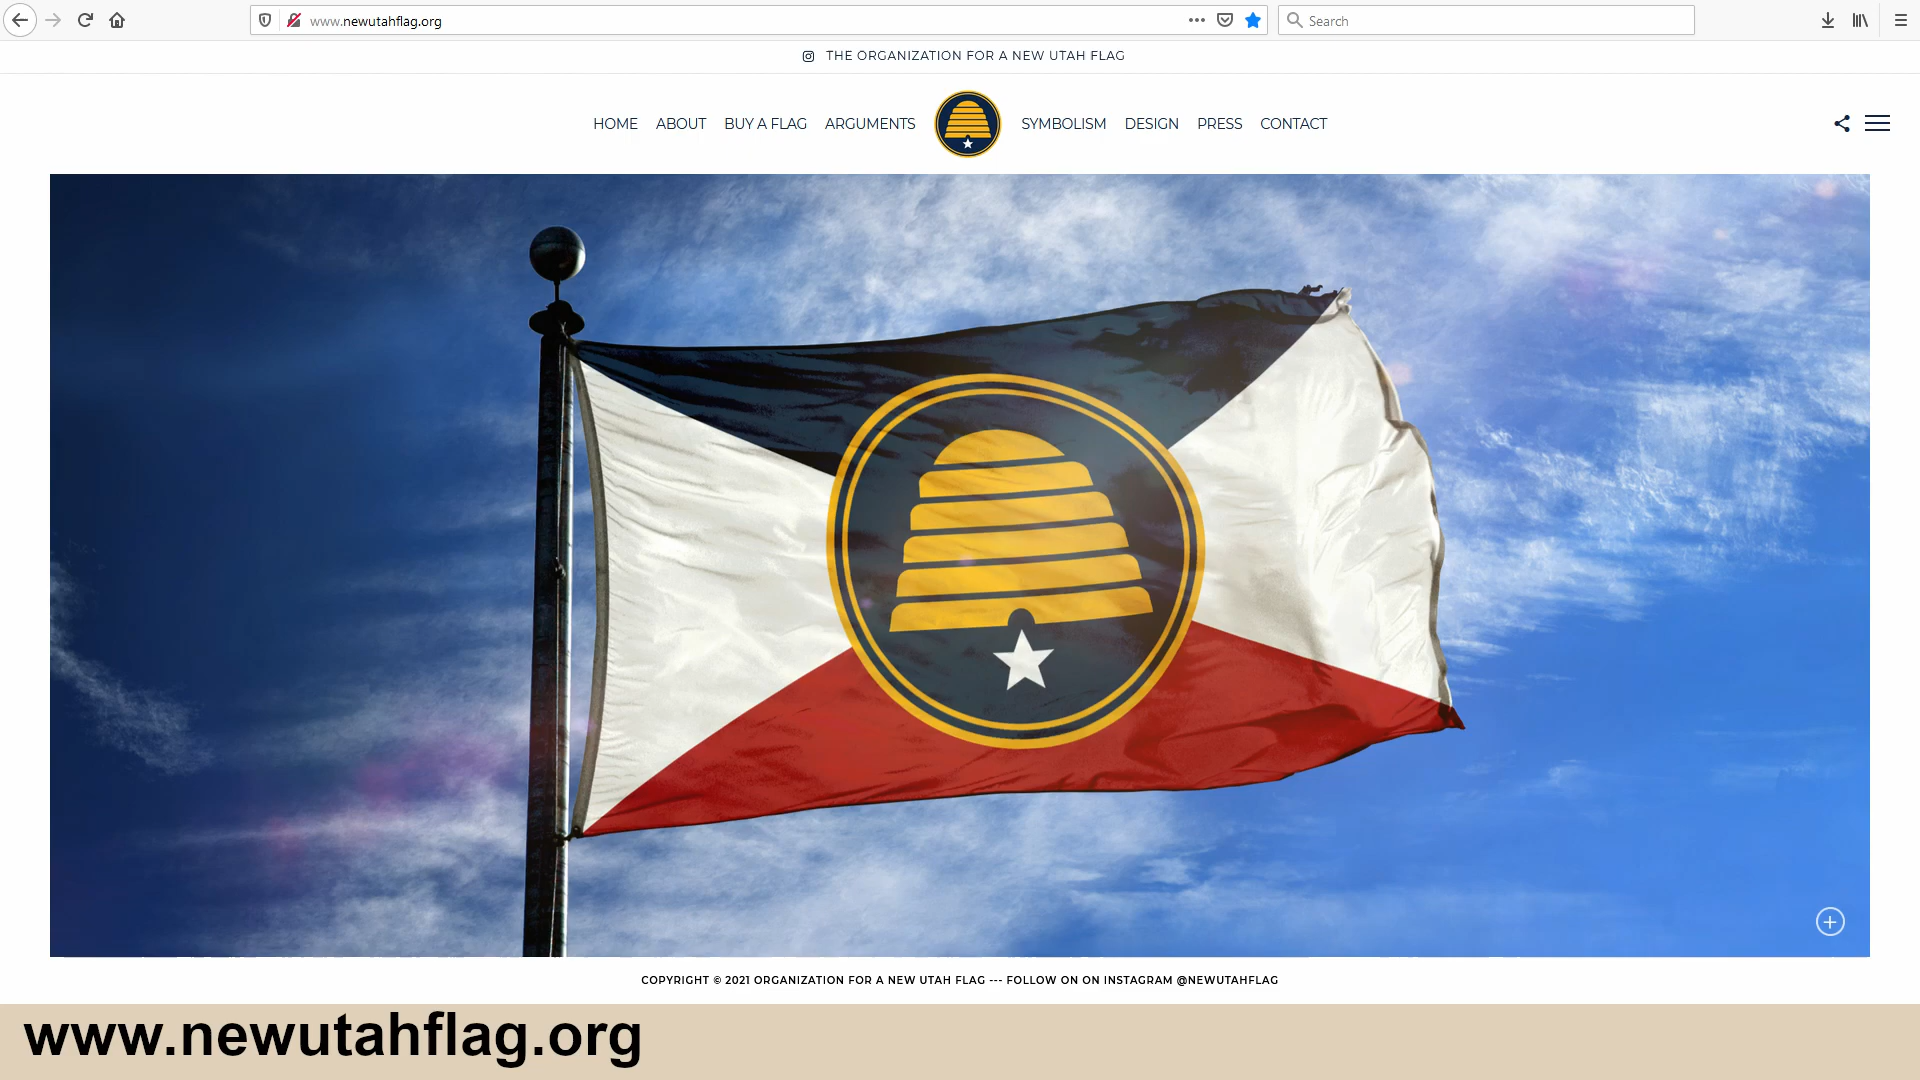 www.newutahflag.org
Search
THE ORGANIZATION FOR A NEW UTAH FLAG
HOME ABOUT BUY A FLAG ARGUMENTS SYMBOLISM DESIGN PRESS CONTACT
COPYRIGHT © 2021 ORGANIZATION FOR A NEW UTAH FLAG --- FOLLOW ON ON INSTAGRAM @NEWUTAHFLAG
www.newutahflag.org